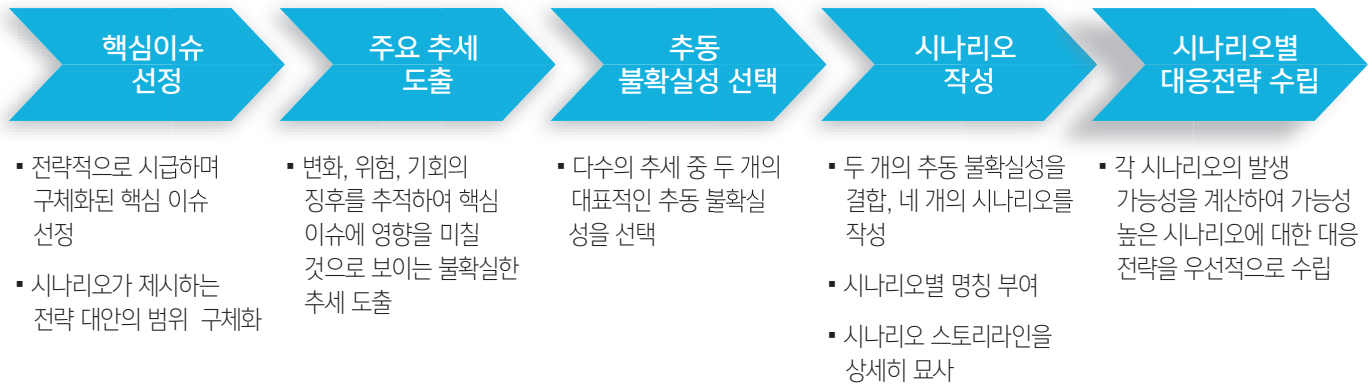 핵심이슈
선정
주요 추세
도출
추동
불확실성 선택
시나리오
작성
시나리오별
대응전략 수립
▪ 전략적으로 시급하며
구체화된 핵심 이슈
선정
▪ 시나리오가 제시하는
전략 대안의 범위 구체화
▪ 변화, 위험, 기회의
징후를 추적하여 핵심
이슈에 영향을 미칠
것으로 보이는 불확실한
추세 도출
▪ 다수의 추세 중 두 개의
대표적인 추동 불확실
성을 선택
▪ 두 개의 추동 불확실성을
결합, 네 개의 시나리오를
작성
▪ 시나리오별 명칭 부여
▪ 시나리오 스토리라인을
상세히 묘사
▪ 각 시나리오의 발생
가능성을 계산하여 가능성
높은 시나리오에 대한 대응
전략을 우선적으로 수립